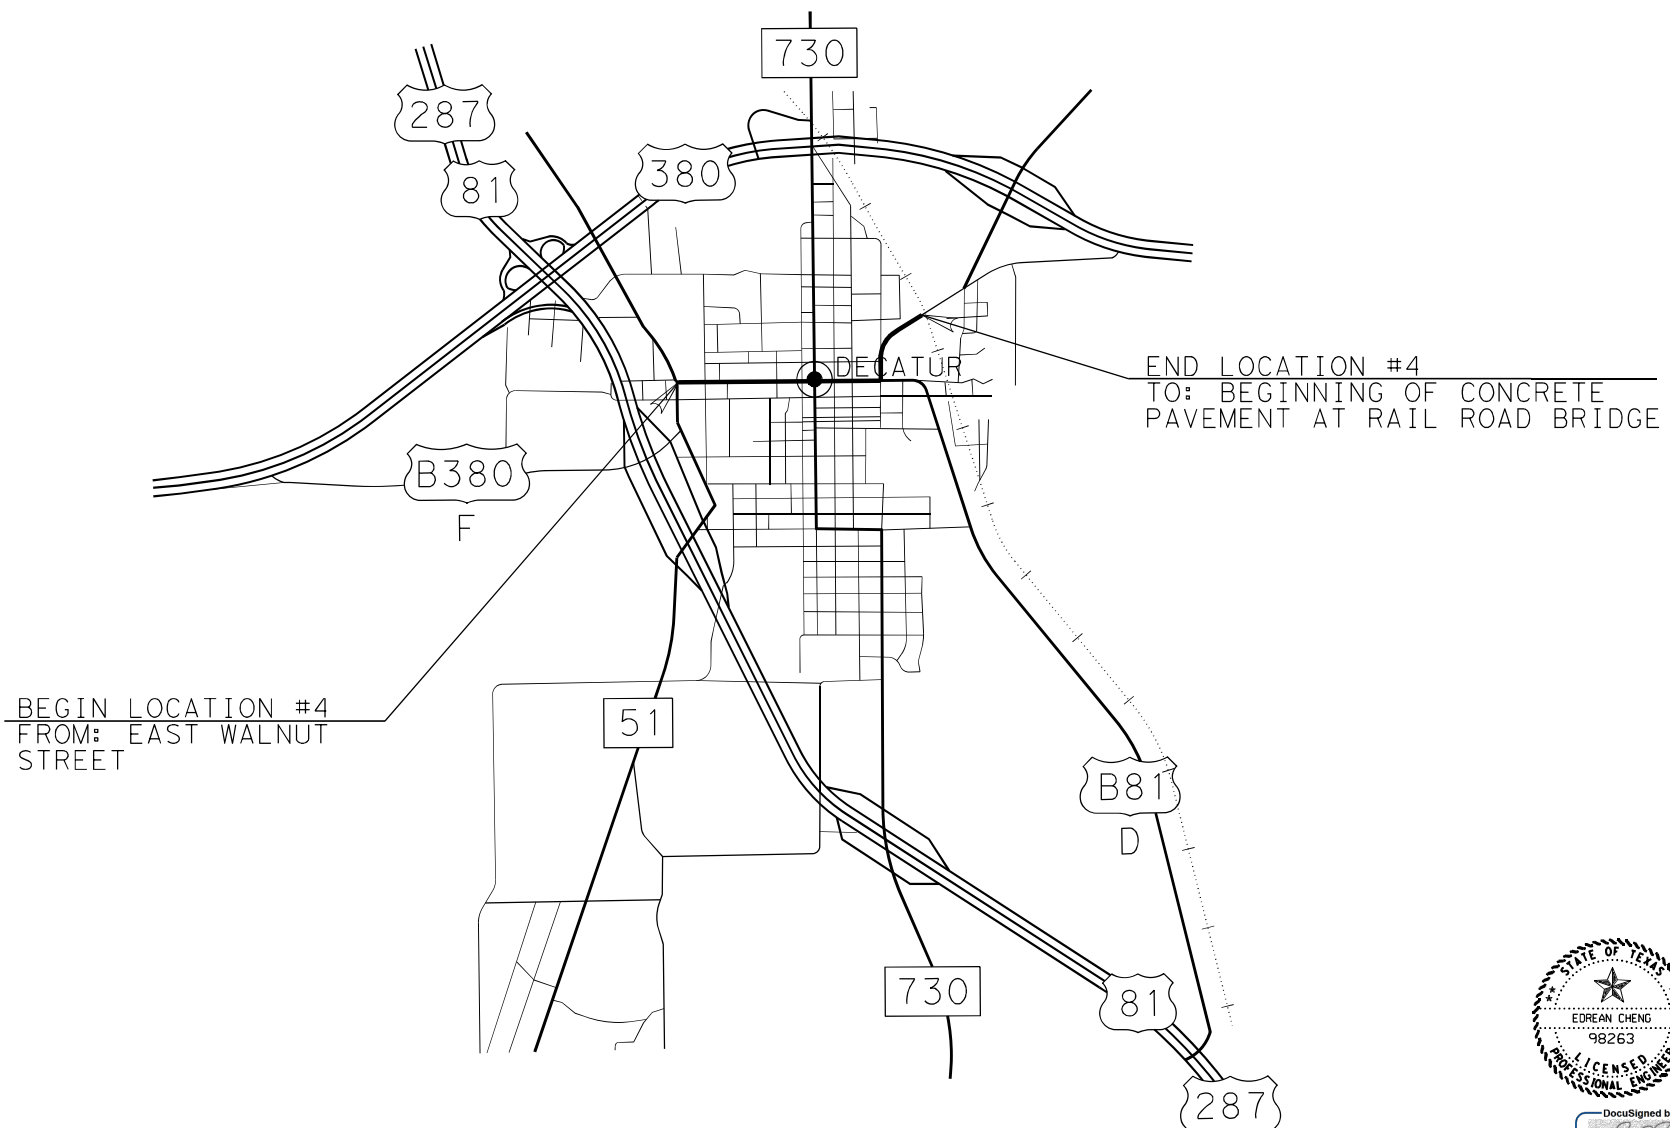 730
287
81
380
DECATUR
END LOCATION #4
TO: BEGINNING OF CONCRETE
PAVEMENT AT RAIL ROAD BRIDGE
B380
F
BEGIN LOCATION #4
FROM: EAST WALNUT
STREET
51
B81
D
730
81
287
STATE OF TEXAS
EDREAN CHENG
98263
LICENSED
PROFESSIONAL ENGINEER
DocuSigned b